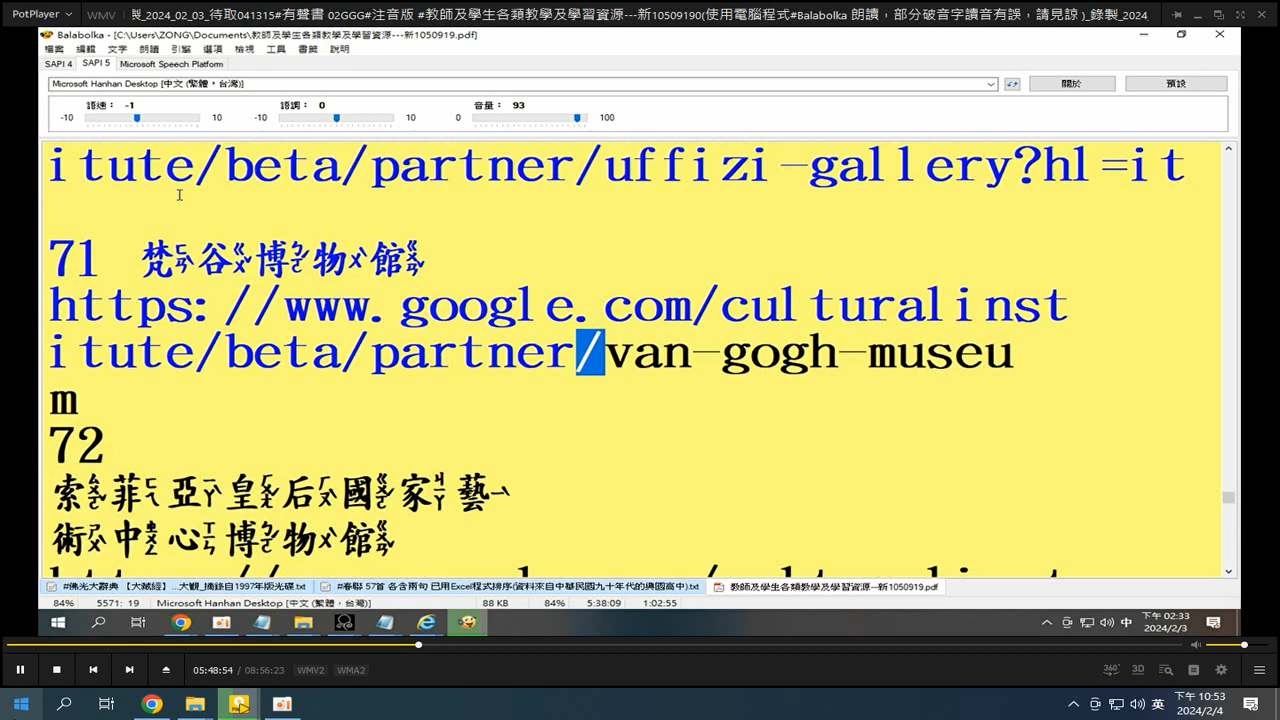 PotPlayer WMV 製_2024_02_03_待取041315#有聲書 02GGG#注音版 #教師及學生各類教學及學習資源---新10509190(使用電腦程式#Balabolka 朗讀，部分破音字讀音有誤，請見諒 )_錄製_2024_
Balabolka - [C:\Users\ZONG\Documents\教師及學生各類教學及學習資源---新1050919.pdf]
檔案 編輯 文字 朗讀 引擎 選項 檢視 工具 書籤 說明
SAPI 4 SAPI 5 Microsoft Speech Platform
Microsoft Hanhan Desktop [中文 (繁體，台灣)] 關於 預設
語速： -1 語調： 0 音量： 93
-10 10 -10 10 0 100
itute/beta/partner/uffizi-gallery?hl=it
71 梵谷博物館
https://www.google.com/culturalinst
itute/beta/partner/van-gogh-museu
m
72
索菲亞皇后國家藝
術中心博物館
#佛光大辭典 【大藏經】...大觀_摘錄自1997年版光碟.txt #春聯 57首 各含兩句 已用Excel程式排序(資料來自中華民國九十年代的典國高中).txt 教師及學生各類教學及學習資源---新1050919.pdf
84% 5571: 19 Microsoft Hanhan Desktop [中文 (繁體，台灣)] 88 KB 84% 5:38:09 1:02:55
中 下午 02:33
2024/2/3
05:48:54 / 08:56:23 WMV2 WMA2 360° 3D
英 下午 10:53
2024/2/4